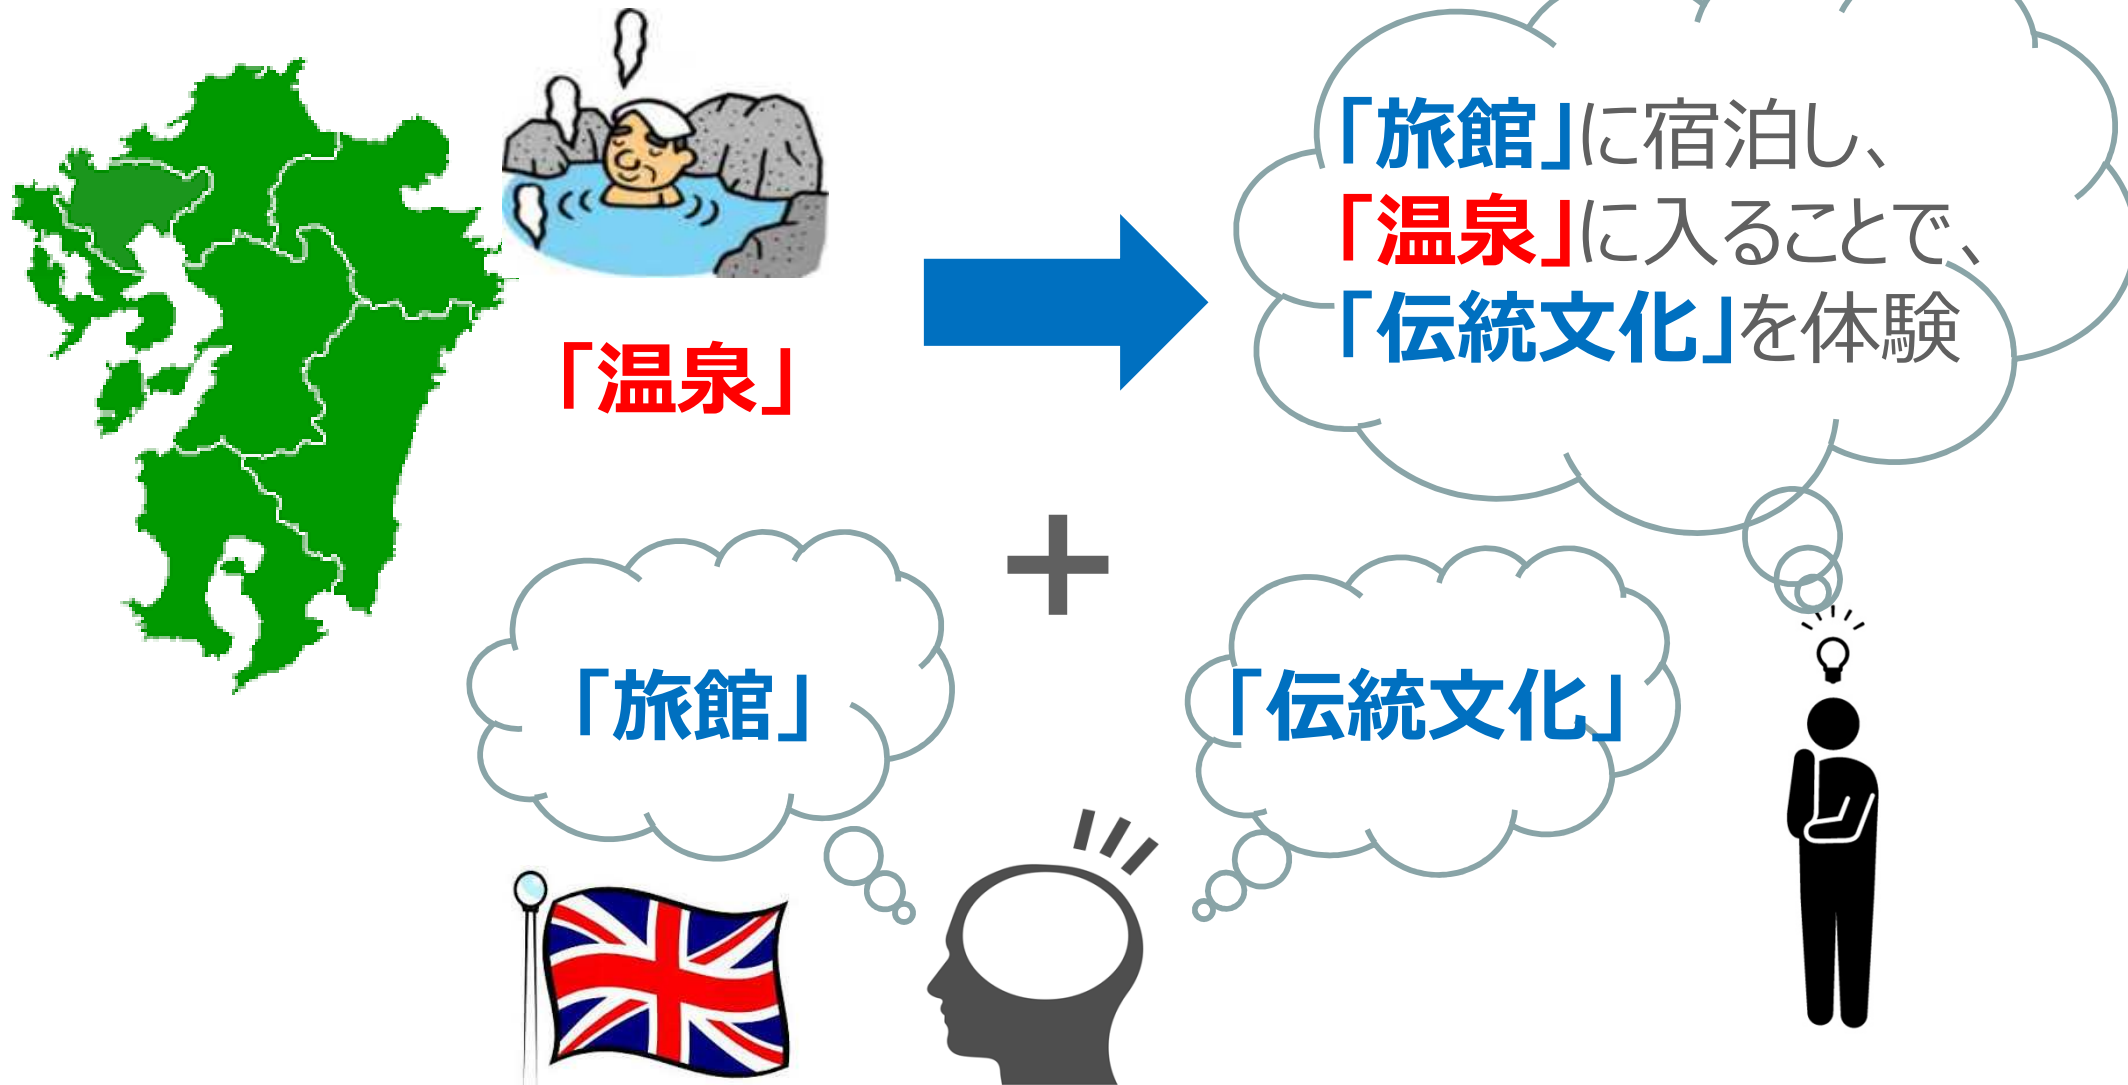 「旅館」に宿泊し、
「温泉」に入ることで、
「伝統文化」を体験
「温泉」
+
「旅館」
「伝統文化」